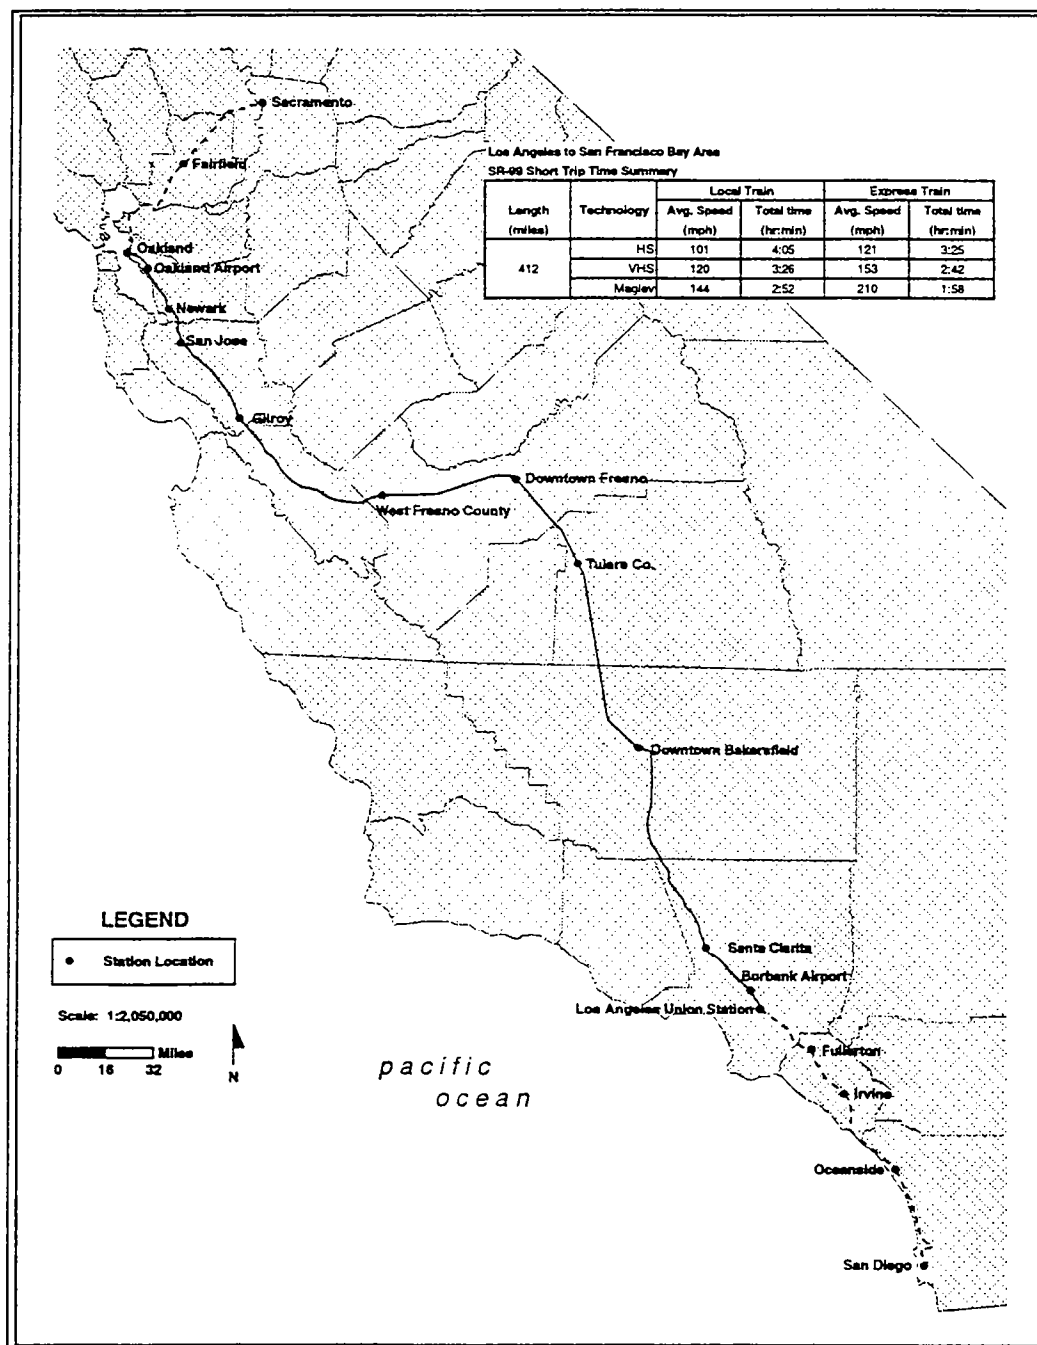 Sacramento
Fairfield
Los Angeles to San Francisco Bay Area
SR-99 Short Trip Time Summary
Length (miles) Technology Local Train Express Train
Avg. Speed (mph) Total time (hr:min) Avg. Speed (mph) Total time (hr:min)
412 HS 101 4:05 121 3:25
VHS 120 3:26 153 2:42
Maglev 144 2:52 210 1:58
Oakland
Oakland Airport
Newark
San Jose
Gilroy
Downtown Fresno
West Fresno County
Tulare Co.
Downtown Bakersfield
LEGEND
Station Location
Scale: 1:2,050,000
Miles
0 16 32
N
Santa Clarita
Burbank Airport
Los Angeles Union Station
Fullerton
Irvine
pacific
ocean
Oceanside
San Diego